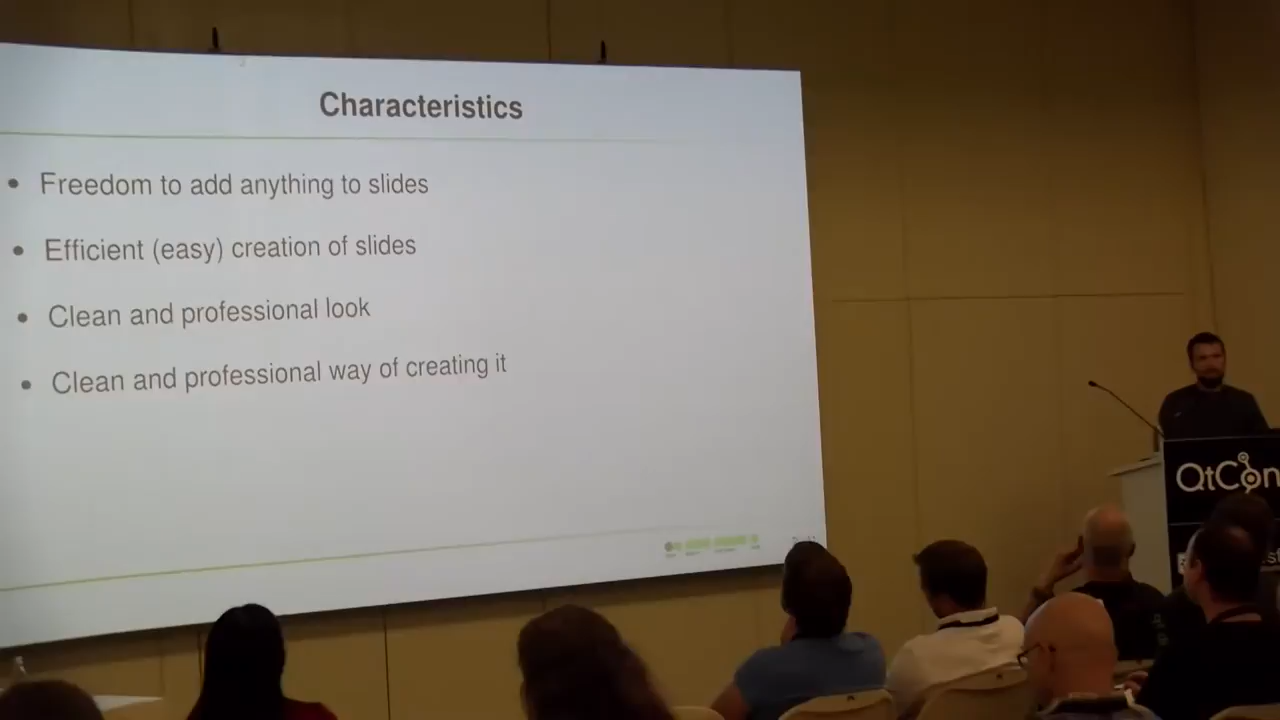 Characteristics
• Freedom to add anything to slides
• Efficient (easy) creation of slides
• Clean and professional look
• Clean and professional way of creating it
QtCon